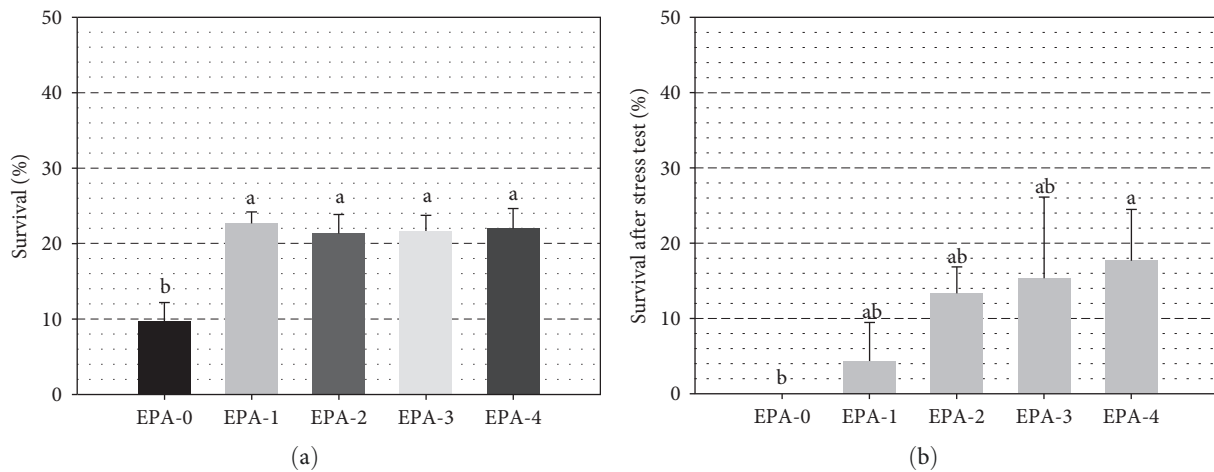 50
40
30
20
10
0
Survival (%)
b
a
a
a
a
EPA-0 EPA-1 EPA-2 EPA-3 EPA-4
(a)
50
40
30
20
10
0
Survival after stress test (%)
b
ab
ab
ab
a
EPA-0 EPA-1 EPA-2 EPA-3 EPA-4
(b)